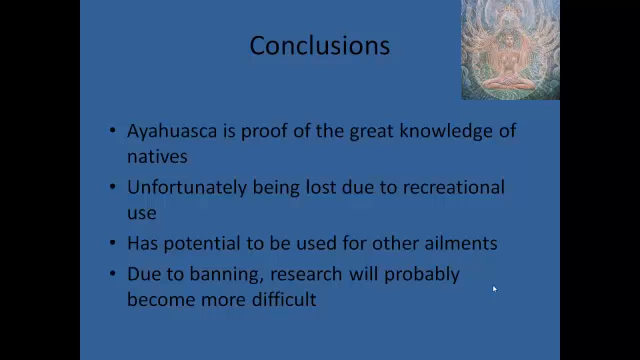 Conclusions
• Ayahuasca is proof of the great knowledge of
natives
• Unfortunately being lost due to recreational
use
• Has potential to be used for other ailments
• Due to banning, research will probably
become more difficult